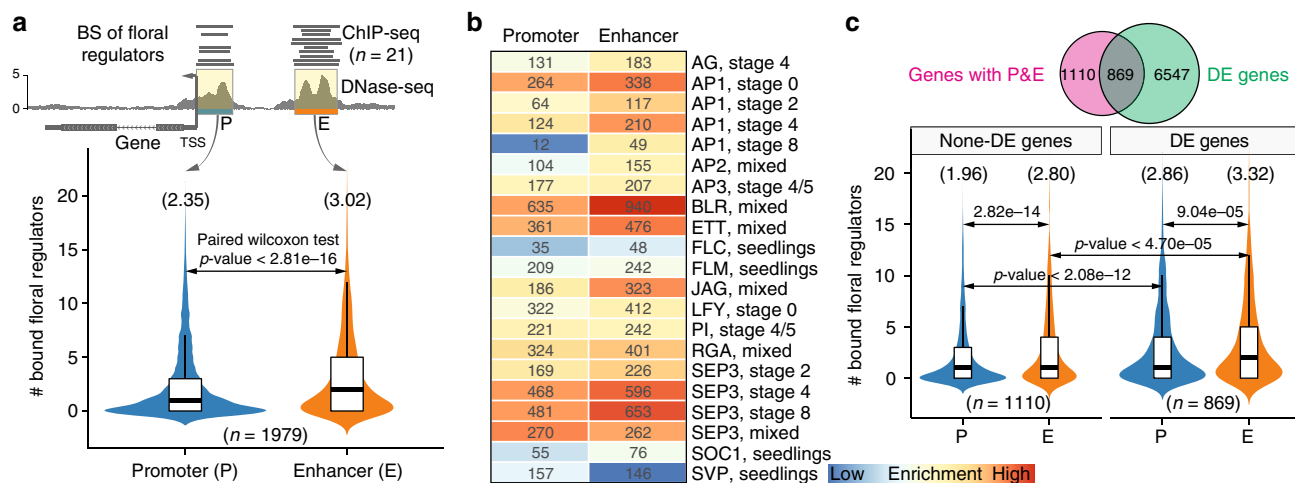 a
BS of floral
regulators
ChIP-seq
(n = 21)
DNase-seq
5
0
P
E
Gene
TSS
# bound floral regulators
20
15
10
5
0
(2.35)
(3.02)
Paired wilcoxon test
p-value < 2.81e–16
(n = 1979)
Promoter (P)
Enhancer (E)
b
Promoter Enhancer
131 183 AG, stage 4
264 338 AP1, stage 0
64 117 AP1, stage 2
124 210 AP1, stage 4
12 49 AP1, stage 8
104 155 AP2, mixed
177 207 AP3, stage 4/5
635 940 BLR, mixed
361 476 ETT, mixed
35 48 FLC, seedlings
209 242 FLM, seedlings
186 323 JAG, mixed
322 412 LFY, stage 0
221 242 PI, stage 4/5
324 401 RGA, mixed
169 226 SEP3, stage 2
468 596 SEP3, stage 4
481 653 SEP3, stage 8
270 262 SEP3, mixed
55 76 SOC1, seedlings
157 146 SVP, seedlings
Low Enrichment High
c
Genes with P&E 1110 869 6547 DE genes
None-DE genes
DE genes
# bound floral regulators
20
15
10
5
0
(1.96)
(2.80)
(2.86)
(3.32)
2.82e–14
9.04e–05
p-value < 4.70e–05
p-value < 2.08e–12
(n = 1110)
(n = 869)
P
E
P
E